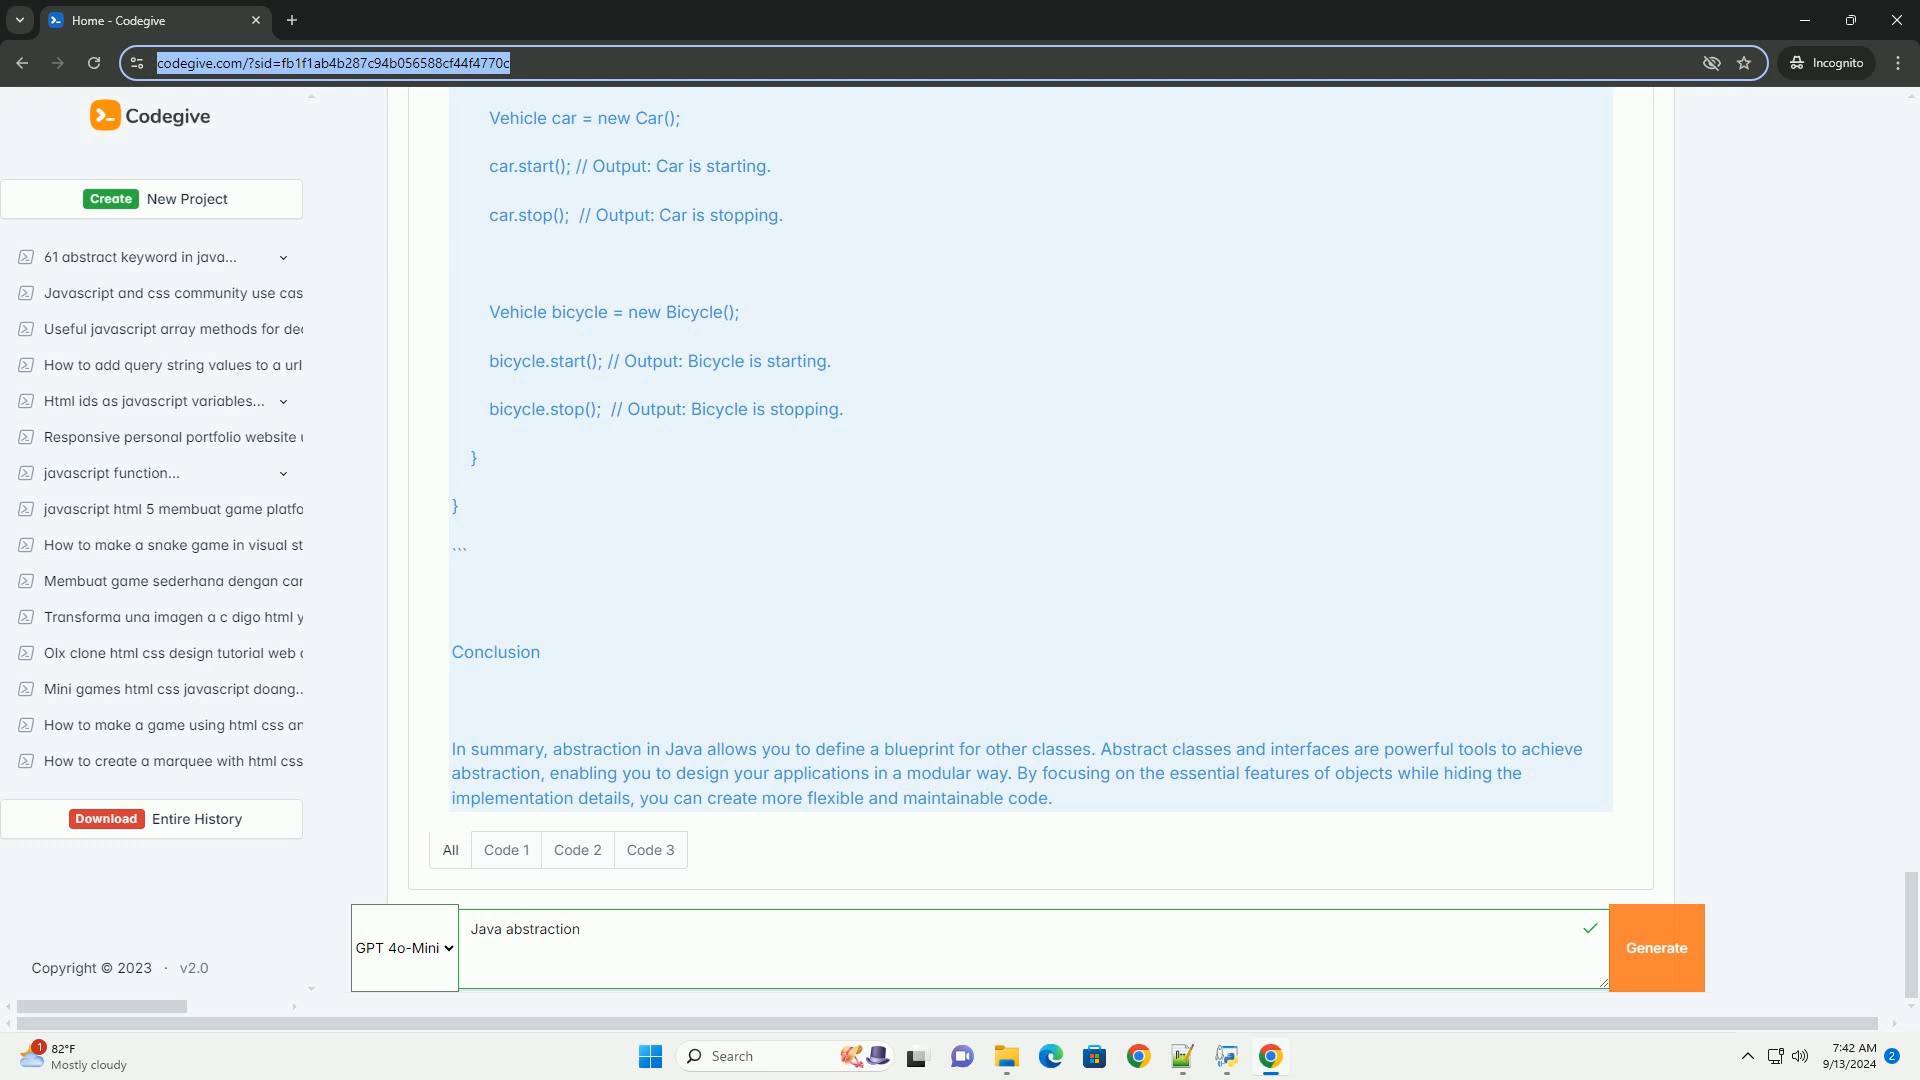 Home - Codegive
codegive.com/?sid=fb1f1ab4b287c94b056588cf44f4770c
Incognito
Codegive
Create New Project
61 abstract keyword in java...
Javascript and css community use cas
Useful javascript array methods for dec
How to add query string values to a url
Html ids as javascript variables...
Responsive personal portfolio website
javascript function...
javascript html 5 membuat game platfo
How to make a snake game in visual st
Membuat game sederhana dengan car
Transforma una imagen a c digo html y
Olx clone html css design tutorial web
Mini games html css javascript doang..
How to make a game using html css an
How to create a marquee with html css
Download Entire History
Copyright © 2023 · v2.0
Vehicle car = new Car();
car.start(); // Output: Car is starting.
car.stop(); // Output: Car is stopping.
Vehicle bicycle = new Bicycle();
bicycle.start(); // Output: Bicycle is starting.
bicycle.stop(); // Output: Bicycle is stopping.
}
}
```
Conclusion
In summary, abstraction in Java allows you to define a blueprint for other classes. Abstract classes and interfaces are powerful tools to achieve
abstraction, enabling you to design your applications in a modular way. By focusing on the essential features of objects while hiding the
implementation details, you can create more flexible and maintainable code.
All Code 1 Code 2 Code 3
GPT 4o-Mini
Java abstraction
Generate
1
82°F
Mostly cloudy
Search
7:42 AM
9/13/2024
2